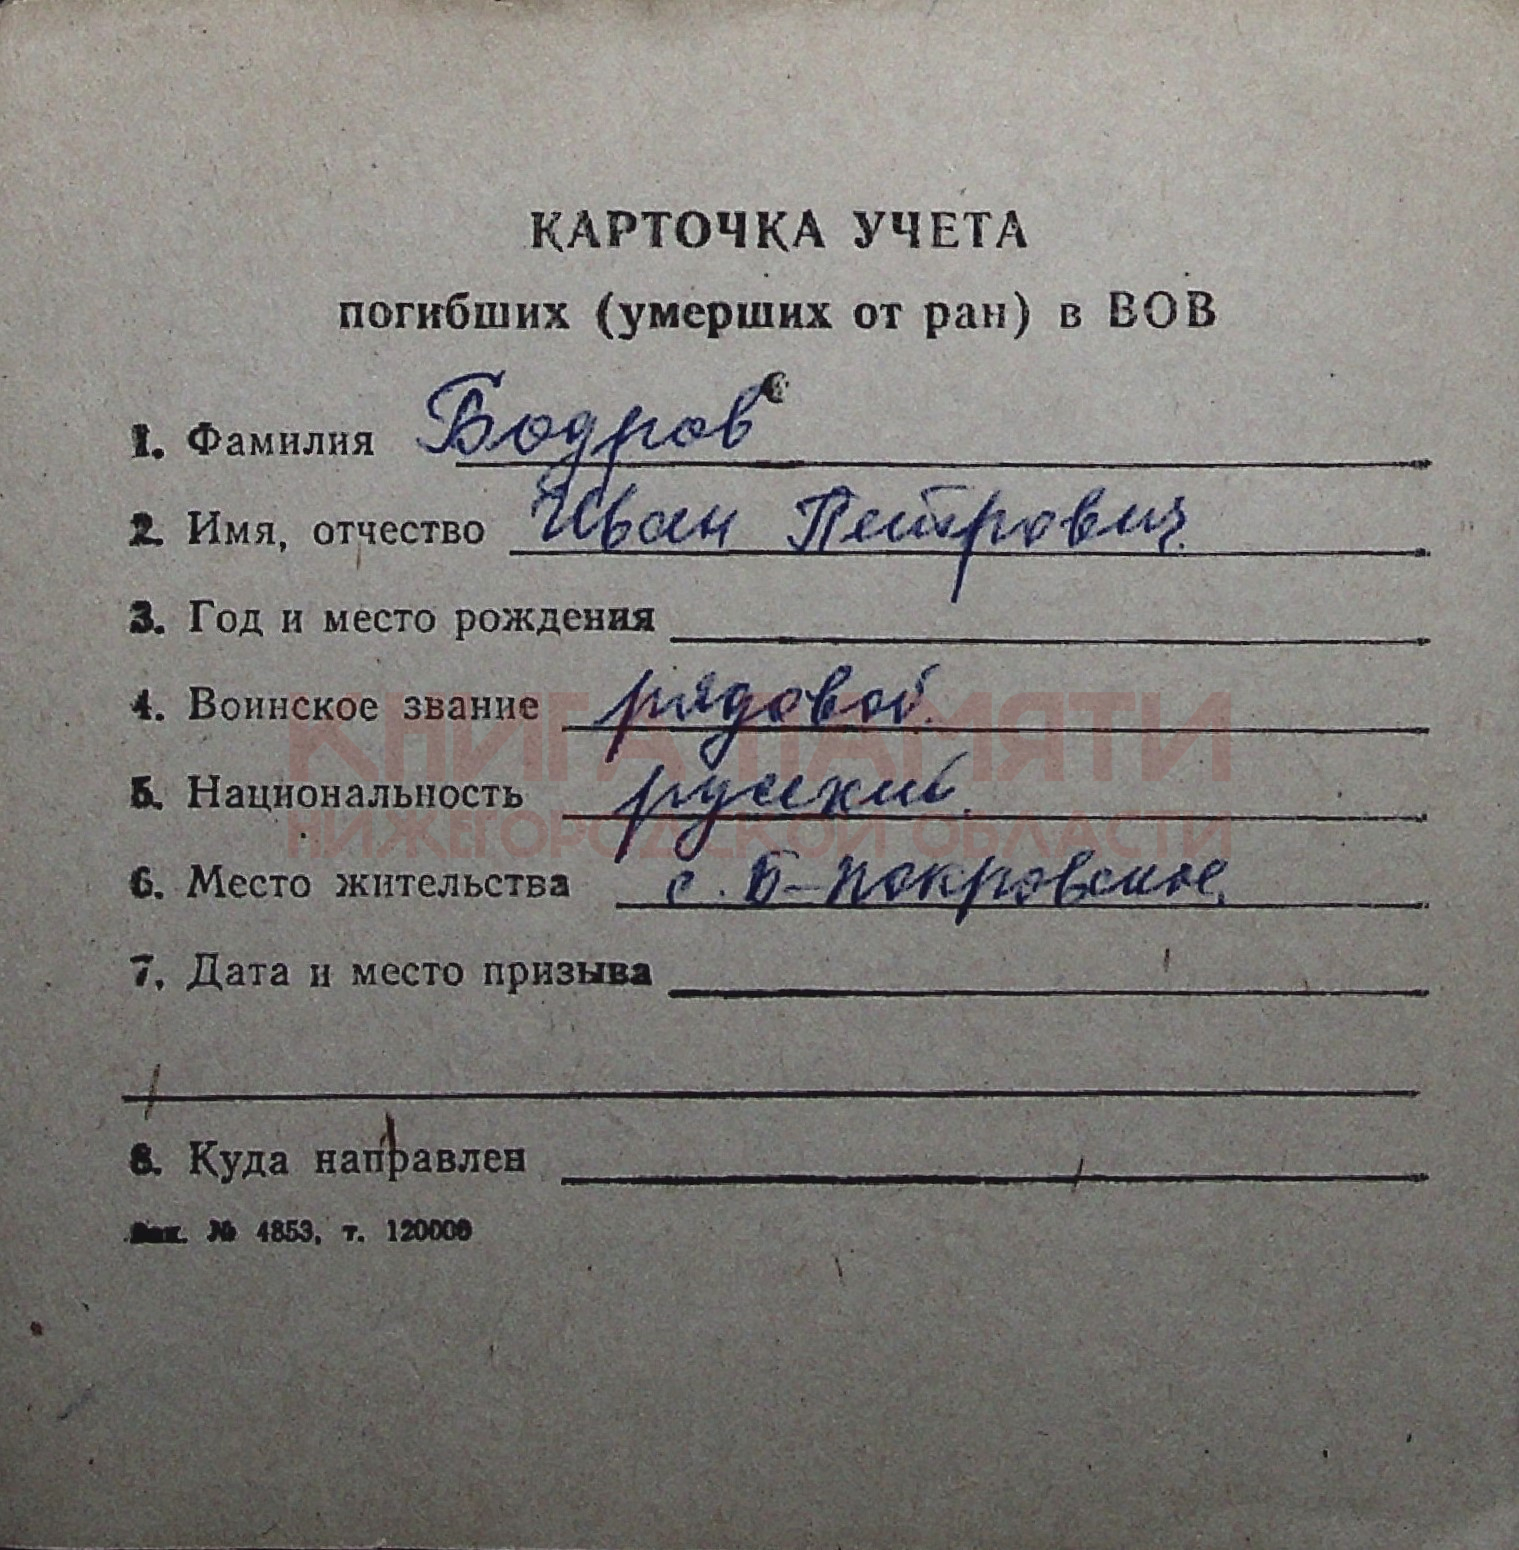 КАРТОЧКА УЧЕТА
погибших (умерших от ран) в ВОВ
1. Фамилия Бодров
2. Имя, отчество Иван Петрович.
3. Год и место рождения
4. Воинское звание рядовой.
КНИГА ПАМЯТИ
5. Национальность русский.
НИЖЕГОРОДСКОЙ ОБЛАСТИ
6. Место жительства с. Б-Покровское.
7. Дата и место призыва
8. Куда направлен
Зак. № 4853, т. 120000